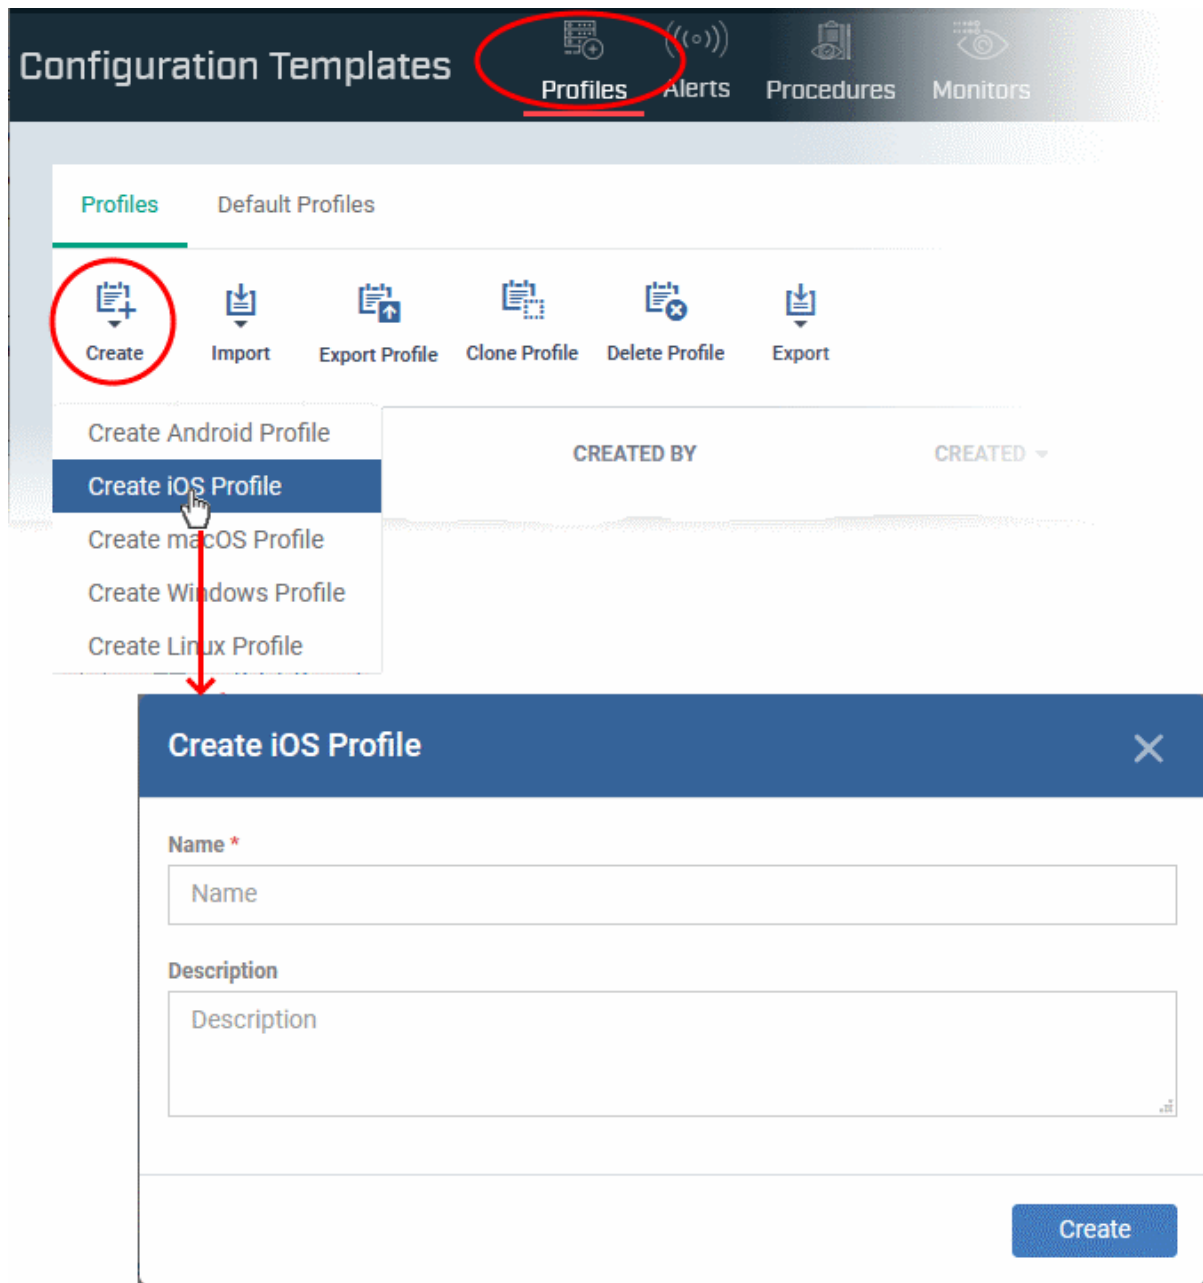 Configuration Templates
Profiles Alerts Procedures Monitors
Profiles Default Profiles
Create Import Export Profile Clone Profile Delete Profile Export
Create Android Profile
CREATED BY CREATED
Create iOS Profile
Create macOS Profile
Create Windows Profile
Create Linux Profile
Create iOS Profile
Name *
Name
Description
Description
Create